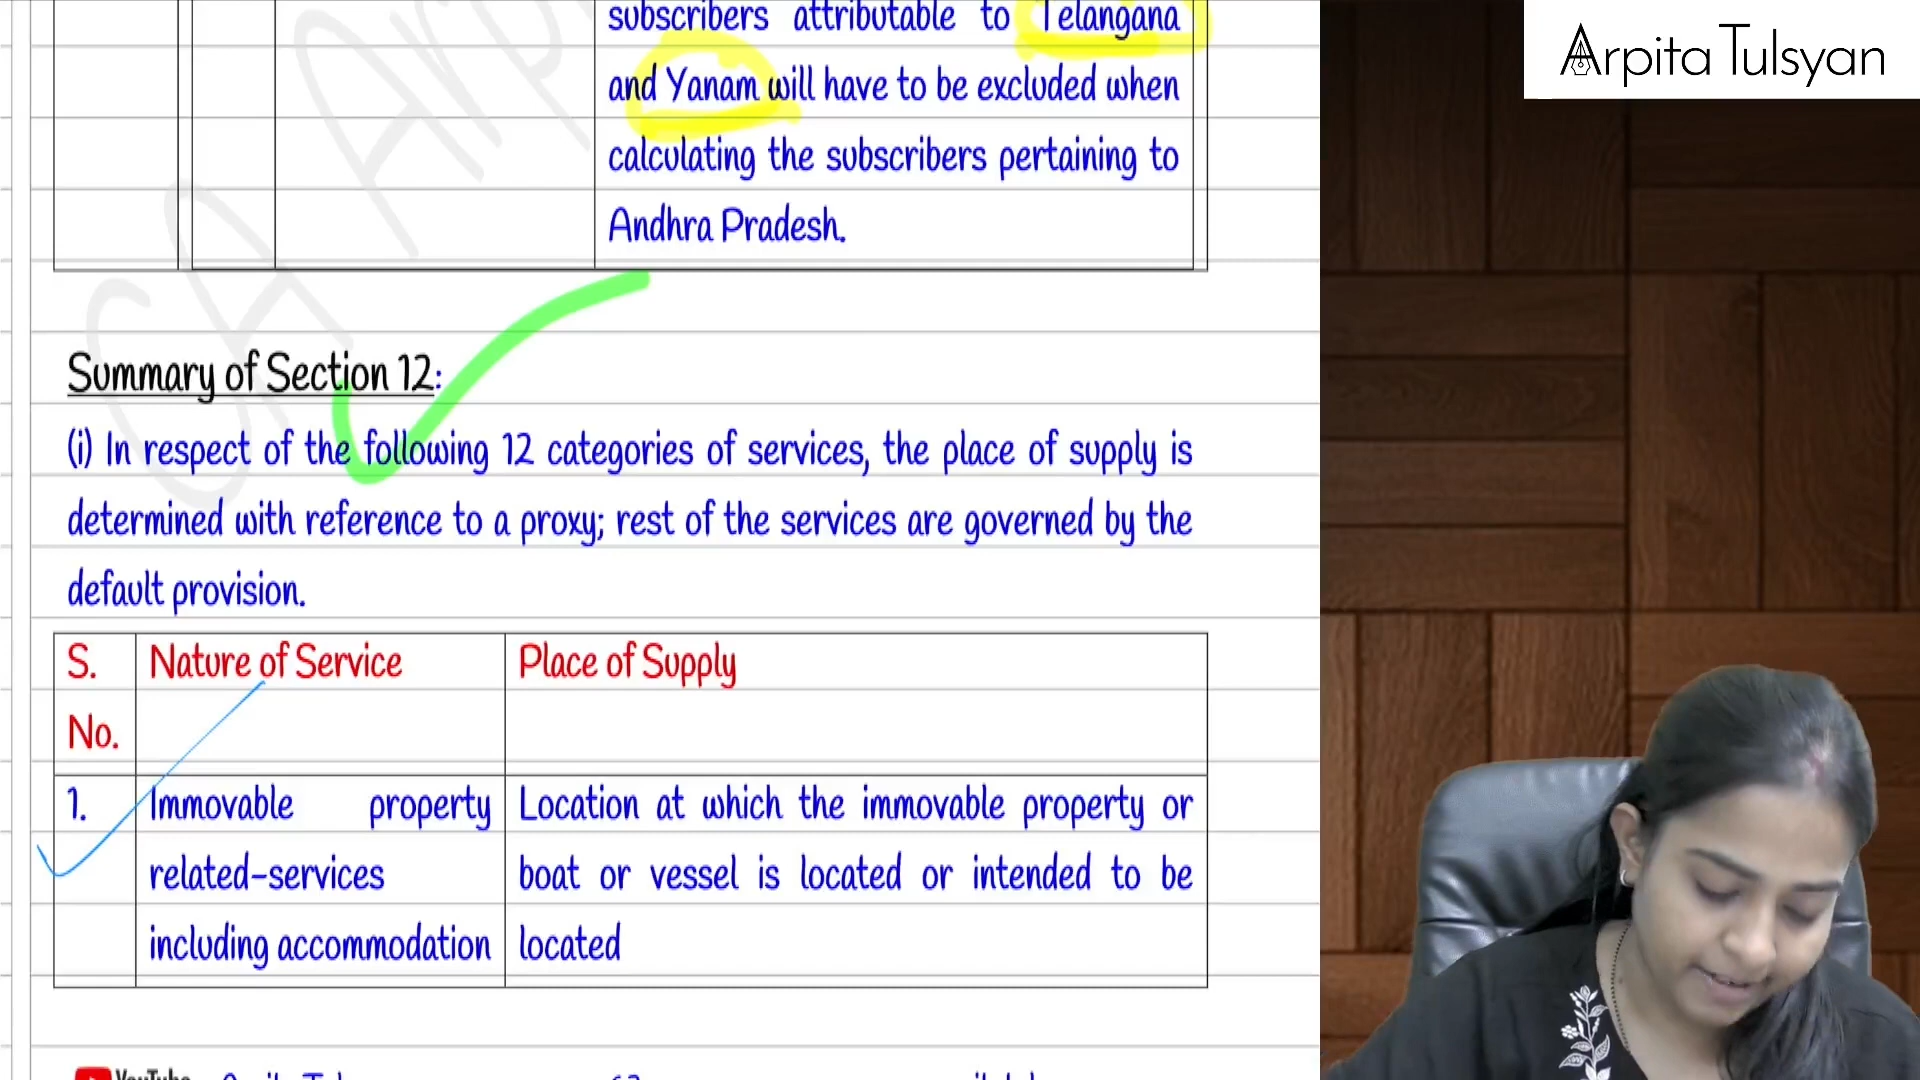 subscribers attributable to Telangana
and Yanam will have to be excluded when
calculating the subscribers pertaining to
Andhra Pradesh.
Arpita Tulsyan
Summary of Section 12:
(i) In respect of the following 12 categories of services, the place of supply is
determined with reference to a proxy; rest of the services are governed by the
default provision.
S. No.
Nature of Service
Place of Supply
1.
Immovable property
related-services
including accommodation
Location at which the immovable property or
boat or vessel is located or intended to be
located
CA Arp
YouTube